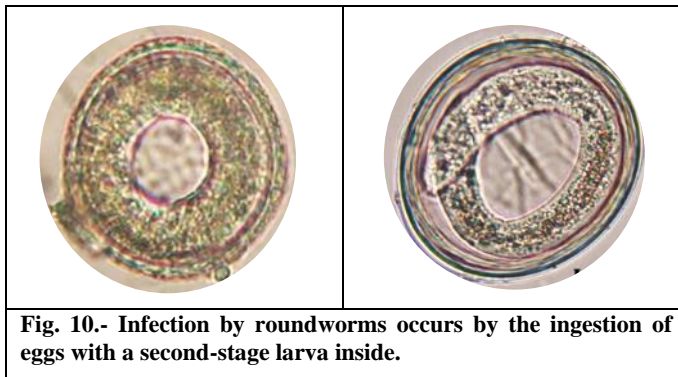 Fig. 10.- Infection by roundworms occurs by the ingestion of
eggs with a second-stage larva inside.